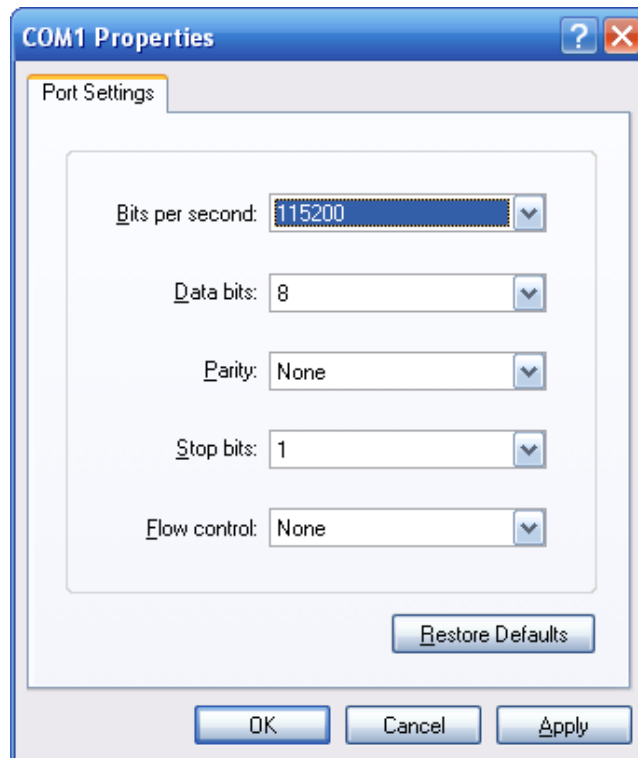 COM1 Properties
Port Settings
Bits per second: 115200
Data bits: 8
Parity: None
Stop bits: 1
Flow control: None
Restore Defaults
OK Cancel Apply